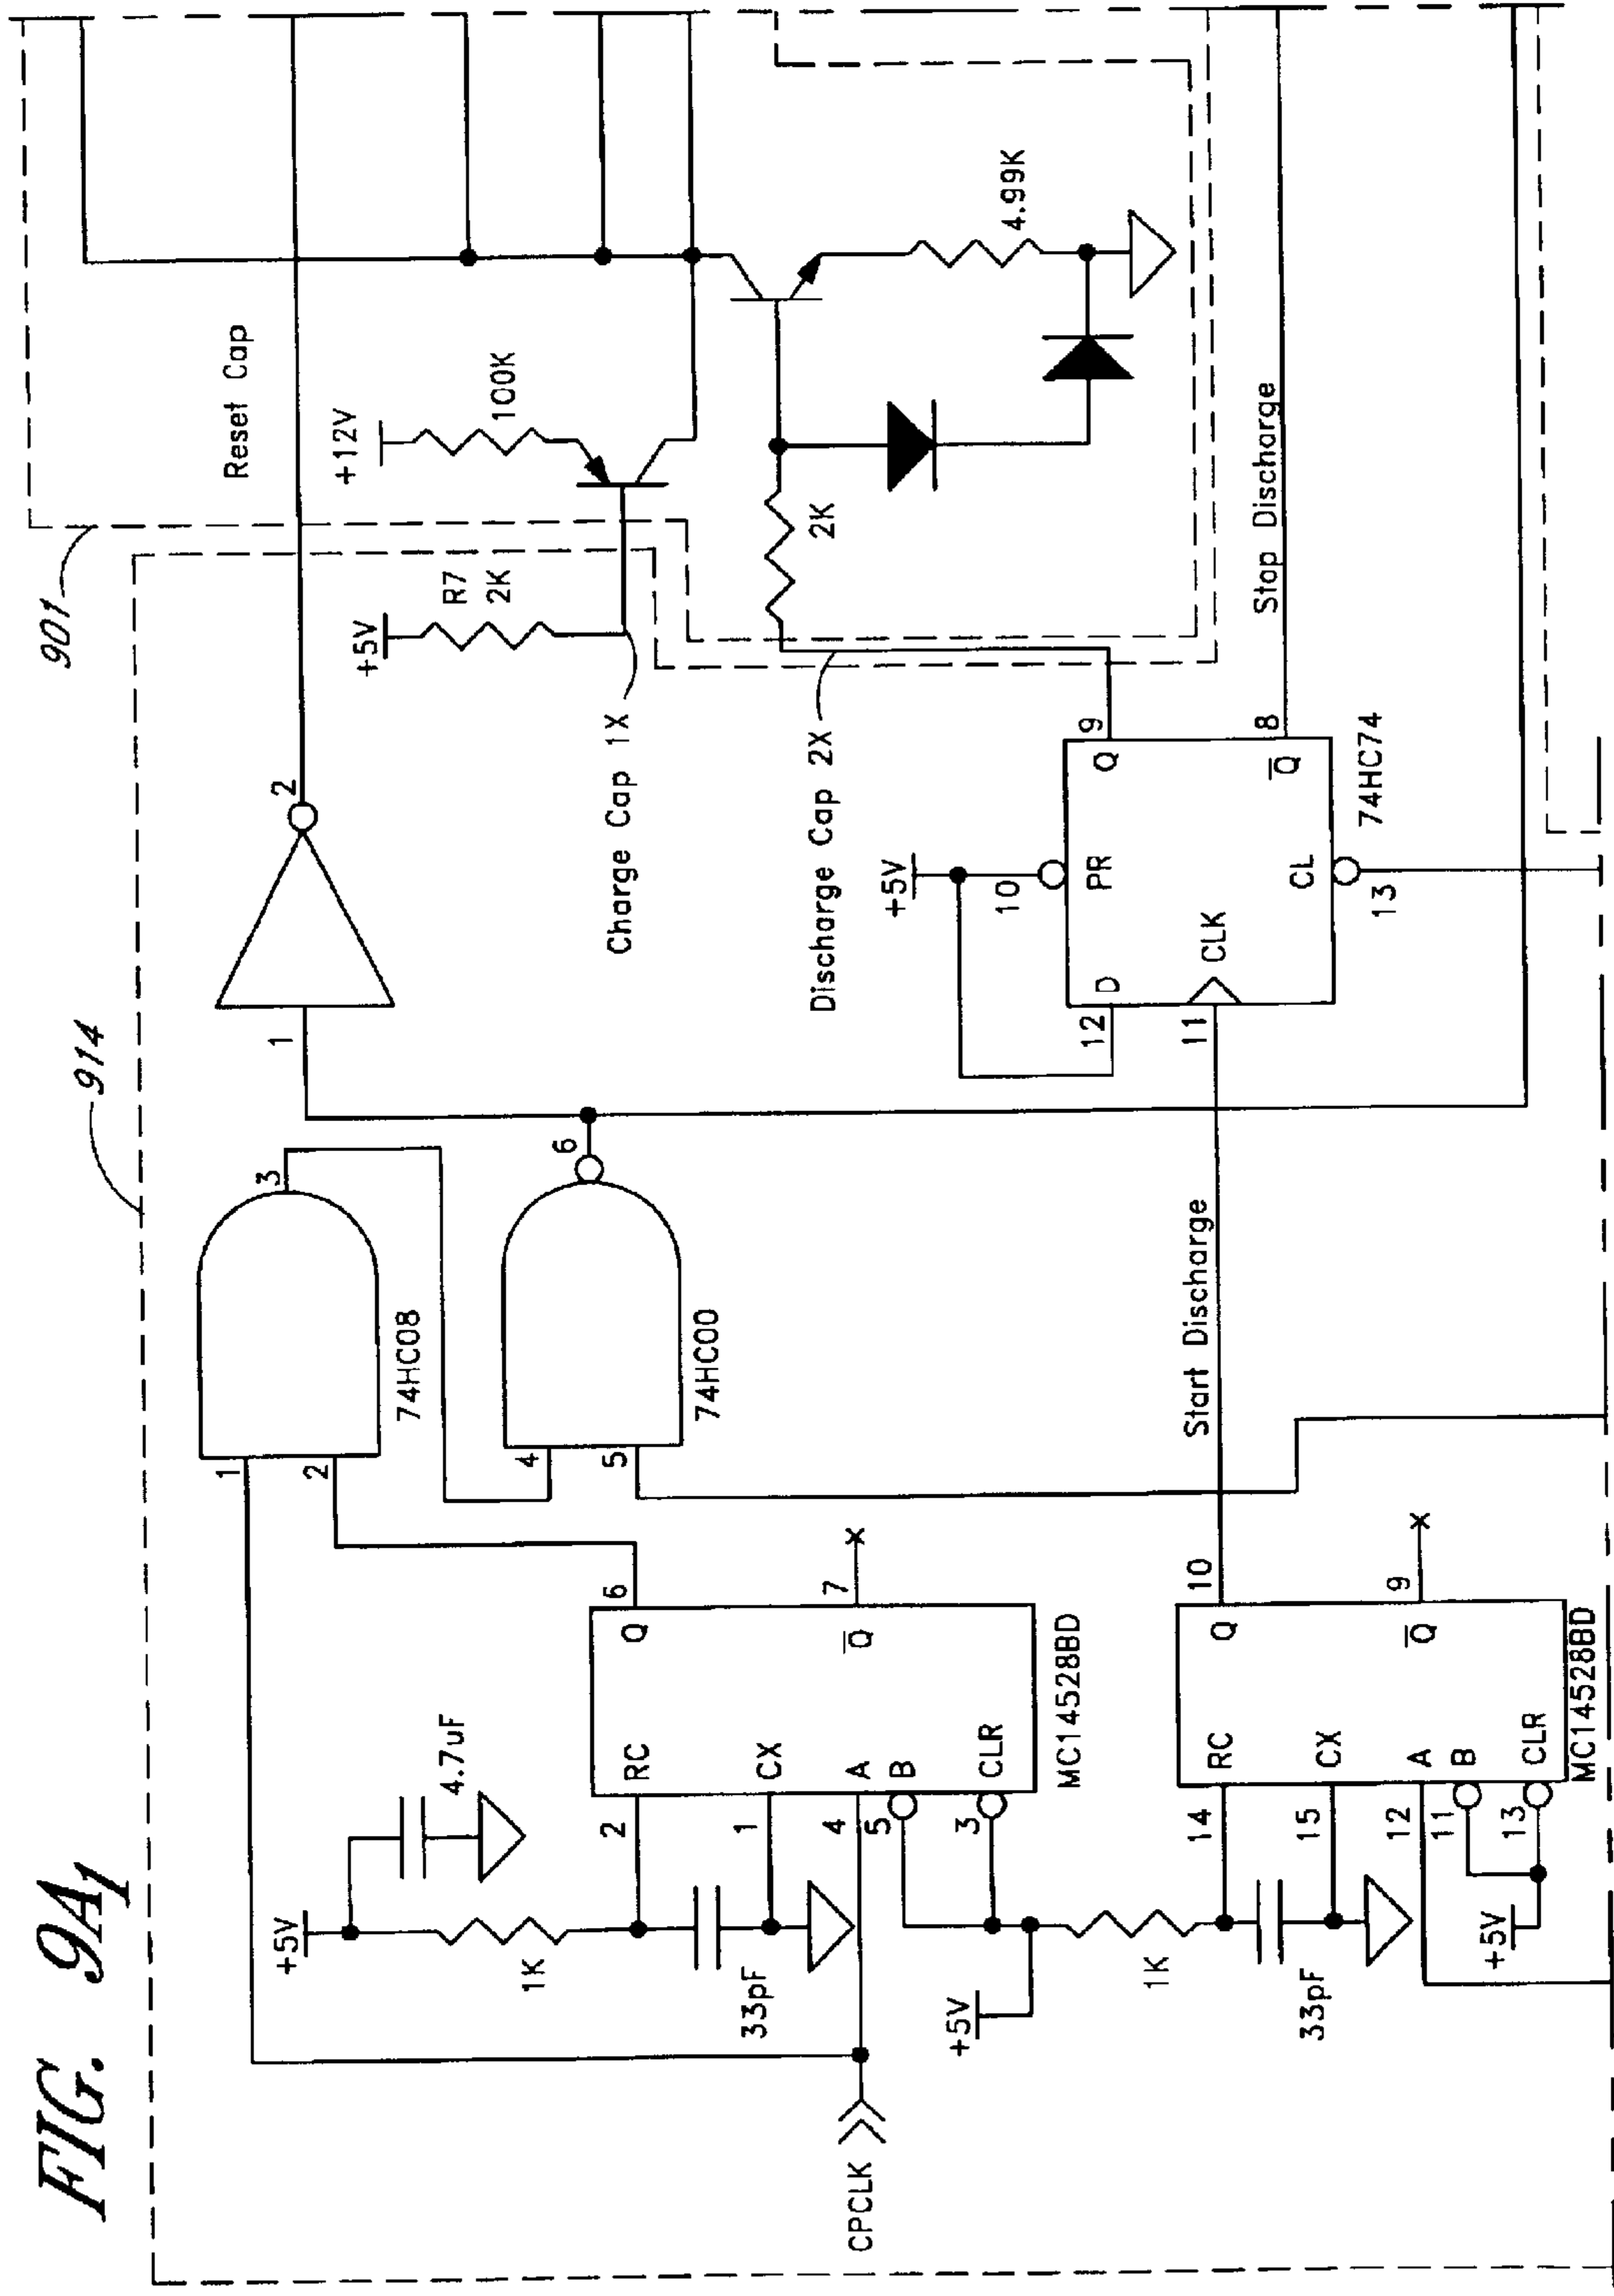 FIG. 9A1
914
901
CPCLK
+5V
4.7uF
1K
33pF
2
RC
1
CX
4
A
5
B
3
CLR
Q
6
Q̅
7
MC14528BD
+5V
1K
33pF
14
RC
15
CX
12
A
11
B
13
CLR
+5V
Q
10
Q̅
9
MC14528BD
1
2
3
74HC08
4
5
6
74HC00
Start Discharge
1
2
Reset Cap
+5V
R7
2K
+12V
100K
Charge Cap 1X
Discharge Cap 2X
2K
4.99K
+5V
10
PR
12
D
11
CLK
CL
13
Q
9
Q̅
8
74HC74
Stop Discharge